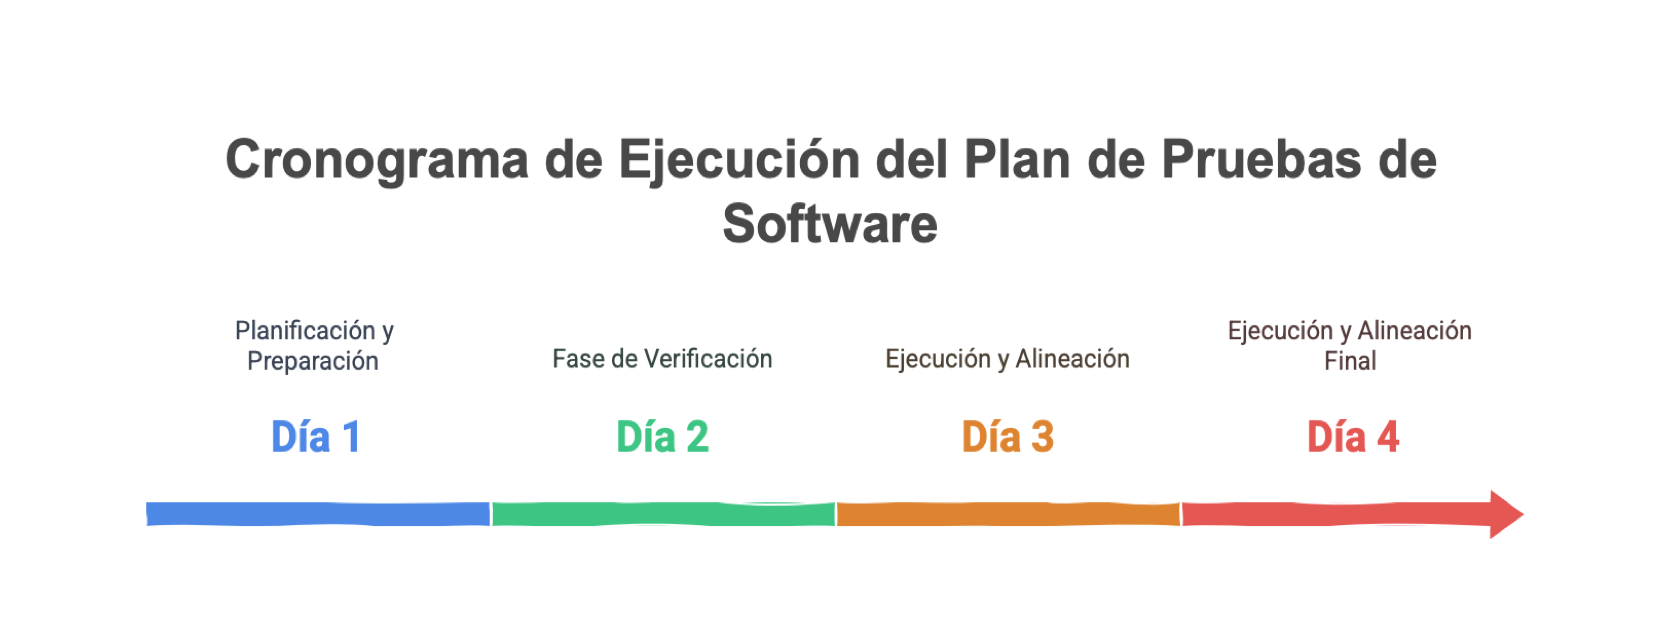 Cronograma de Ejecución del Plan de Pruebas de
Software
Planificación y
Preparación
Día 1
Fase de Verificación
Día 2
Ejecución y Alineación
Día 3
Ejecución y Alineación
Final
Día 4